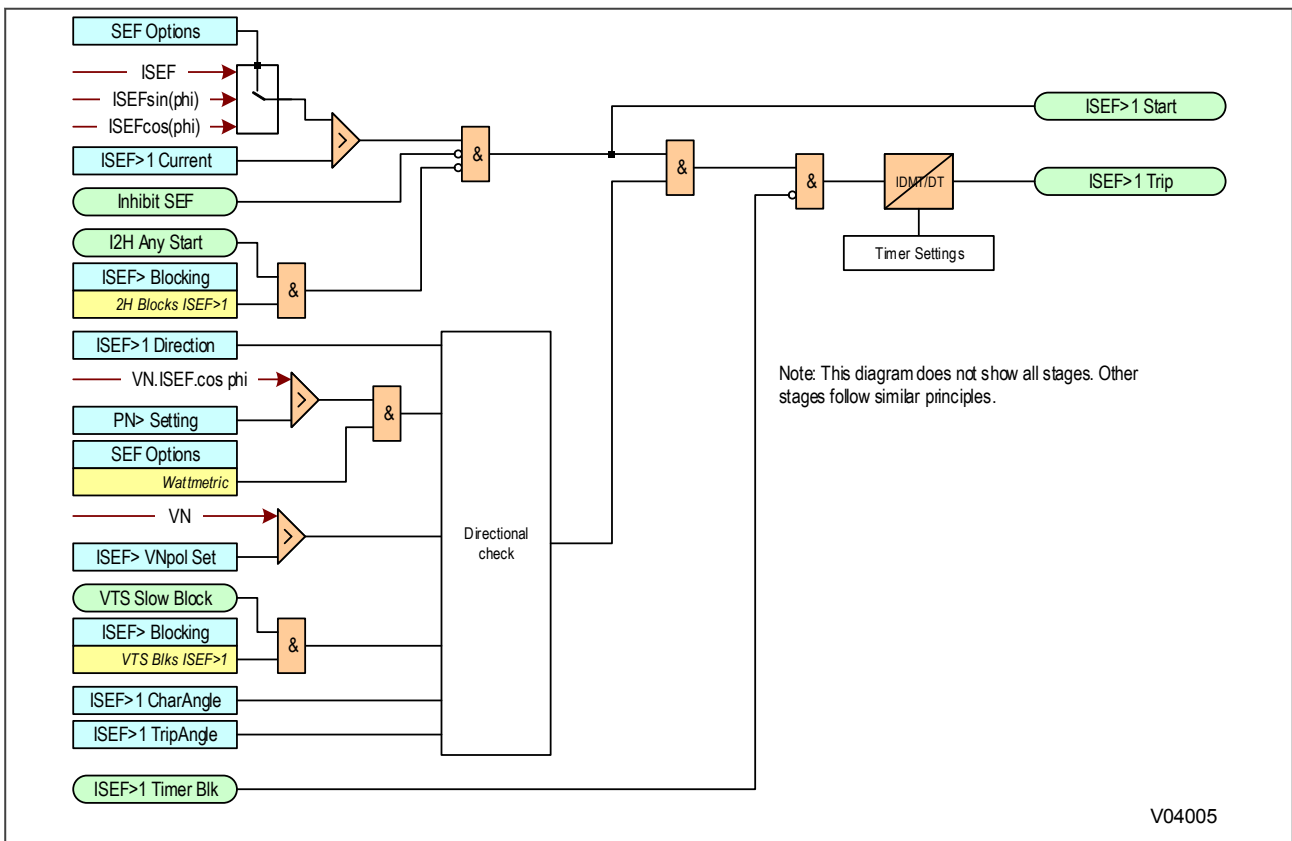 SEF Options
ISEF
ISEFsin(phi)
ISEFcos(phi)
ISEF>1 Current
>
&
ISEF>1 Start
&
&
IDMT/DT
ISEF>1 Trip
Timer Settings
Inhibit SEF
I2H Any Start
ISEF> Blocking
2H Blocks ISEF>1
&
ISEF>1 Direction
VN.ISEF.cos phi
>
PN> Setting
&
SEF Options
Wattmetric
VN
>
ISEF> VNpol Set
Directional
check
VTS Slow Block
ISEF> Blocking
VTS Blks ISEF>1
&
ISEF>1 CharAngle
ISEF>1 TripAngle
ISEF>1 Timer Blk
Note: This diagram does not show all stages. Other
stages follow similar principles.
V04005